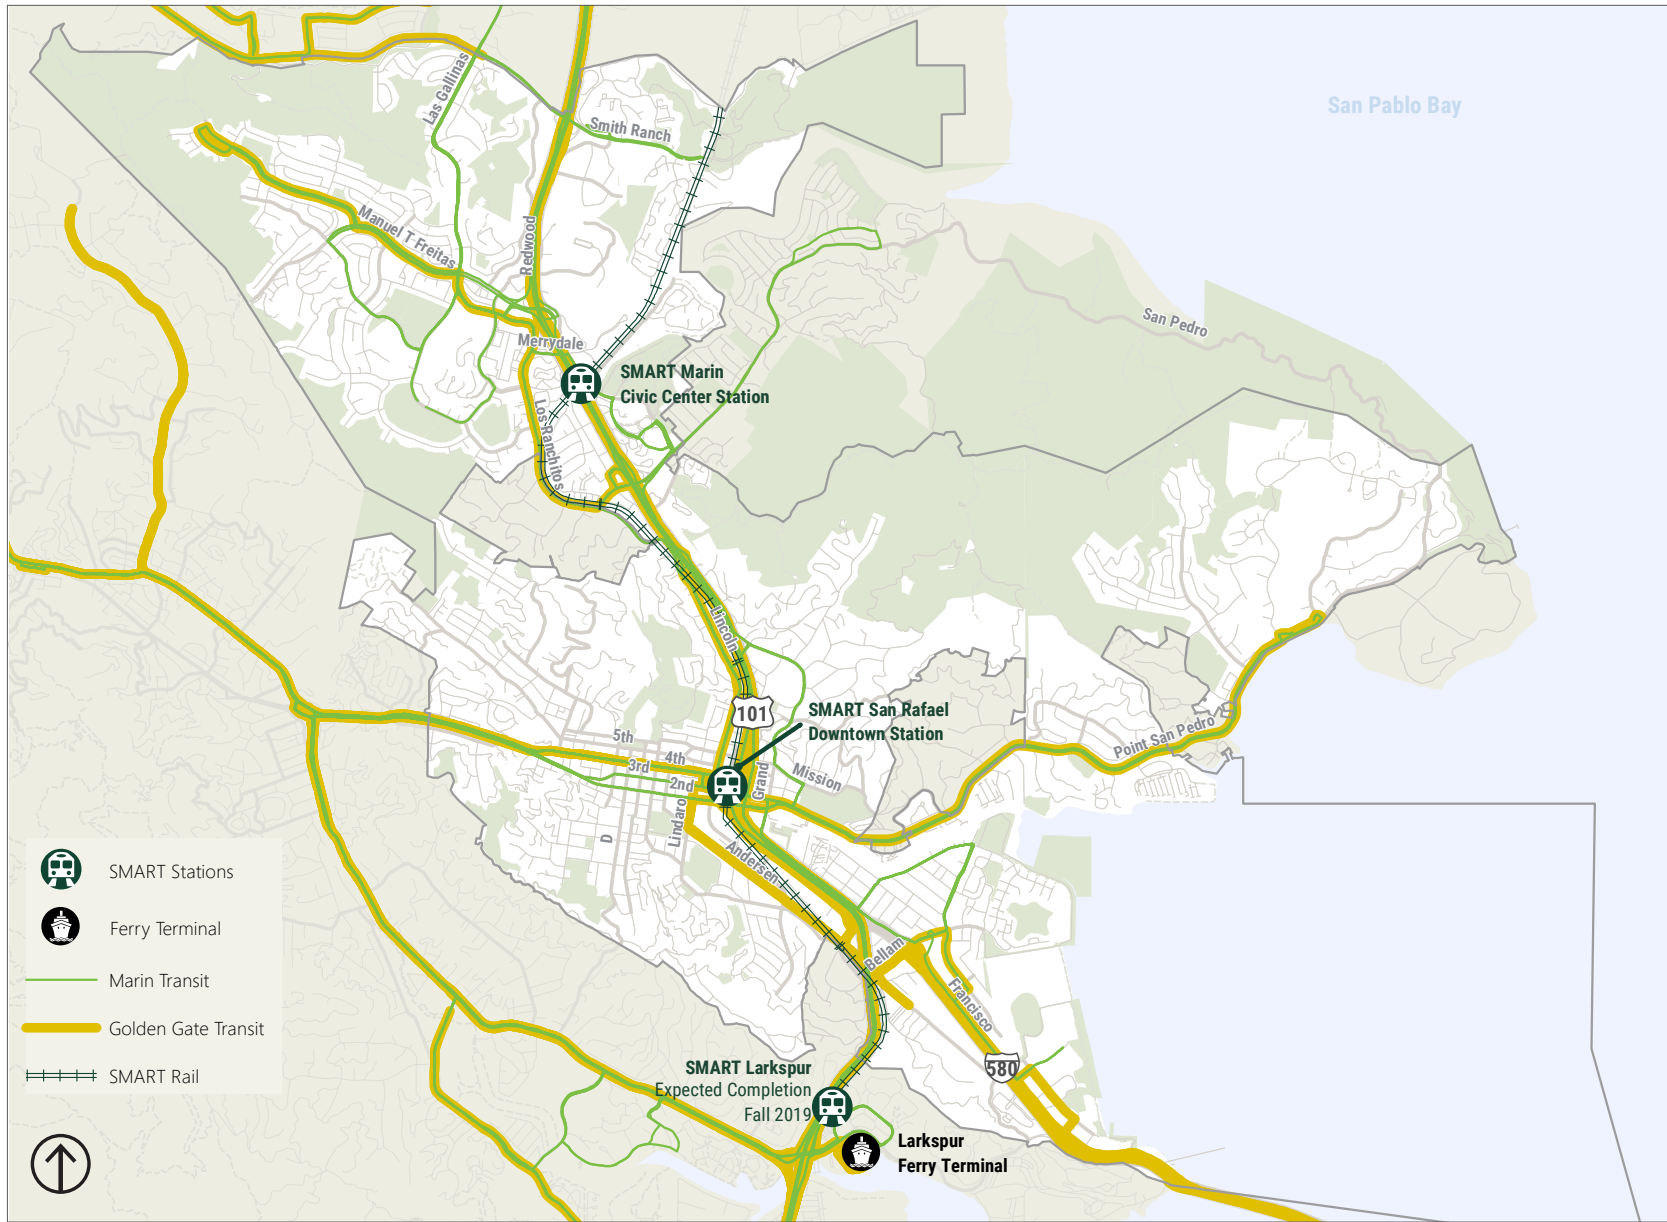 San Pablo Bay
Las Gallinas
Smith Ranch
Manuel T Freitas
Redwood
San Pedro
Merrydale
SMART Marin
Civic Center Station
Los Ranchitos
Lincoln
101
SMART San Rafael
Downtown Station
5th
4th
3rd
2nd
Grand
Mission
Point San Pedro
Lindaro
D
Andersen
SMART Stations
Ferry Terminal
Marin Transit
Golden Gate Transit
SMART Rail
Bellam
Francisco
580
SMART Larkspur
Expected Completion
Fall 2019
Larkspur
Ferry Terminal